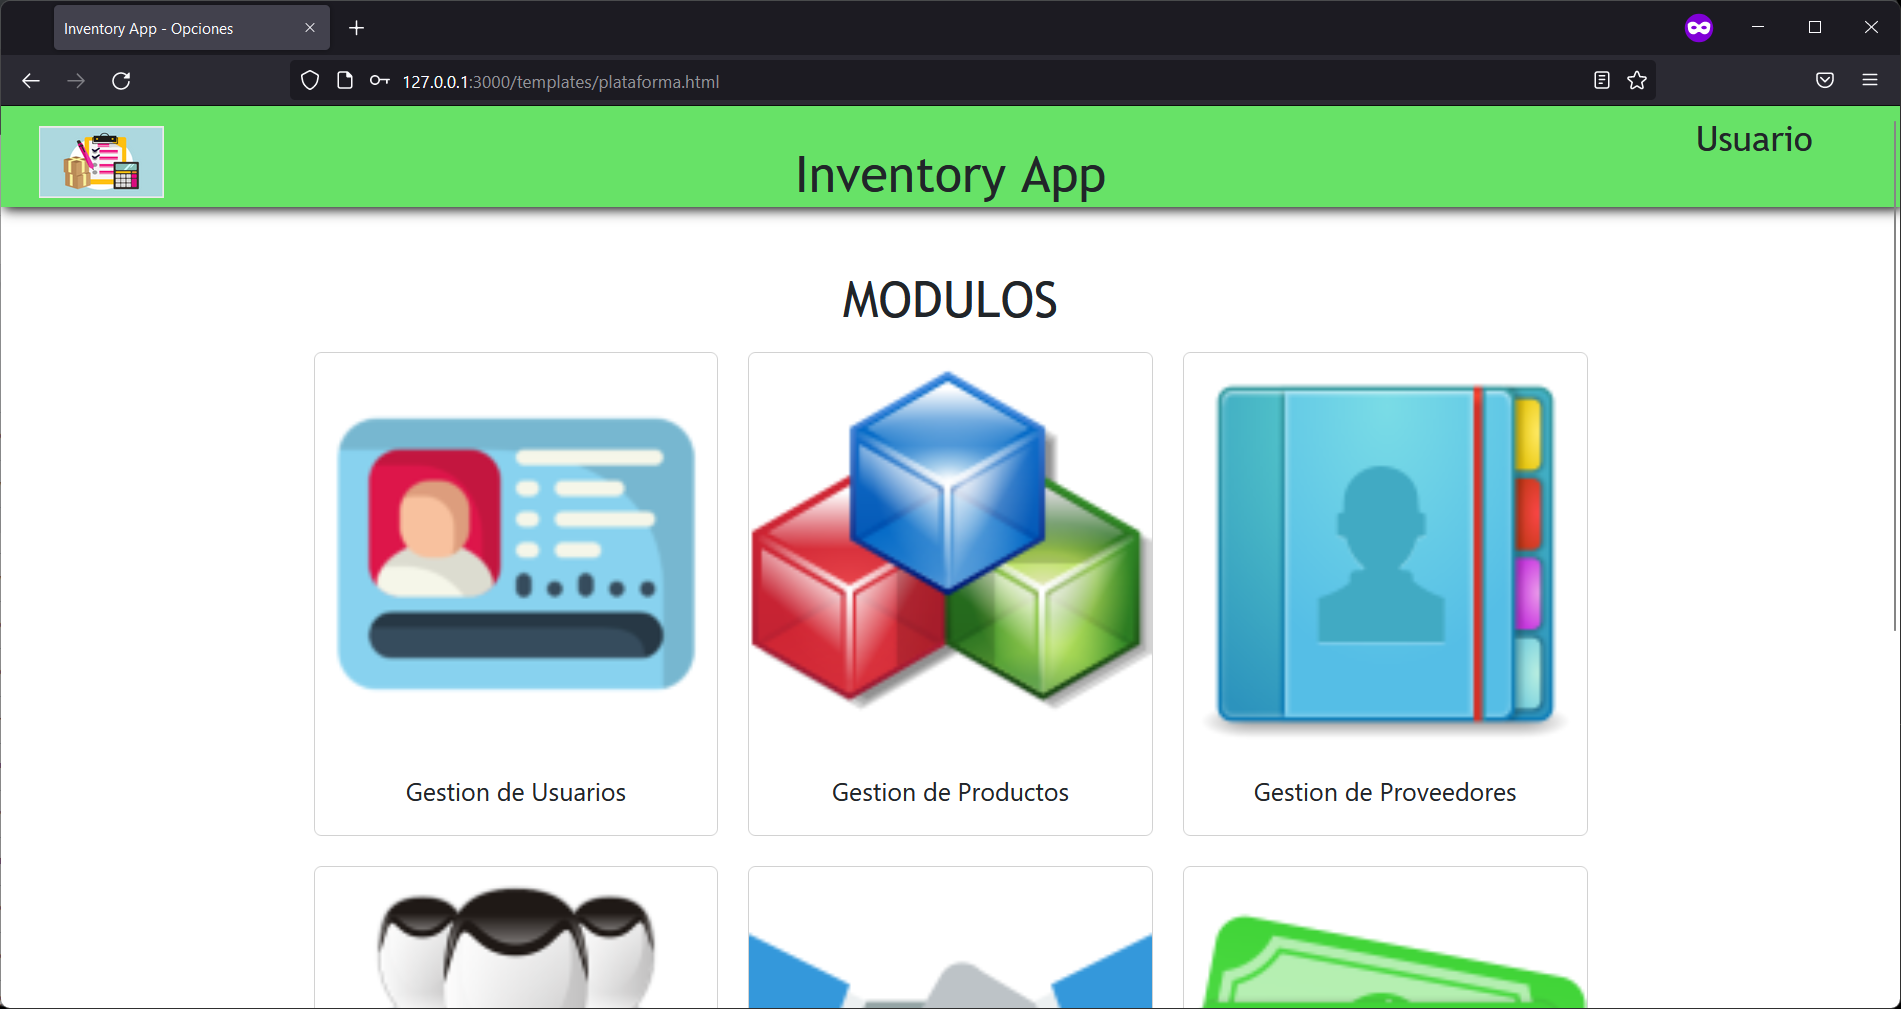 Inventory App - Opciones
127.0.0.1:3000/templates/plataforma.html
Usuario
Inventory App
MODULOS
Gestion de Usuarios
Gestion de Productos
Gestion de Proveedores